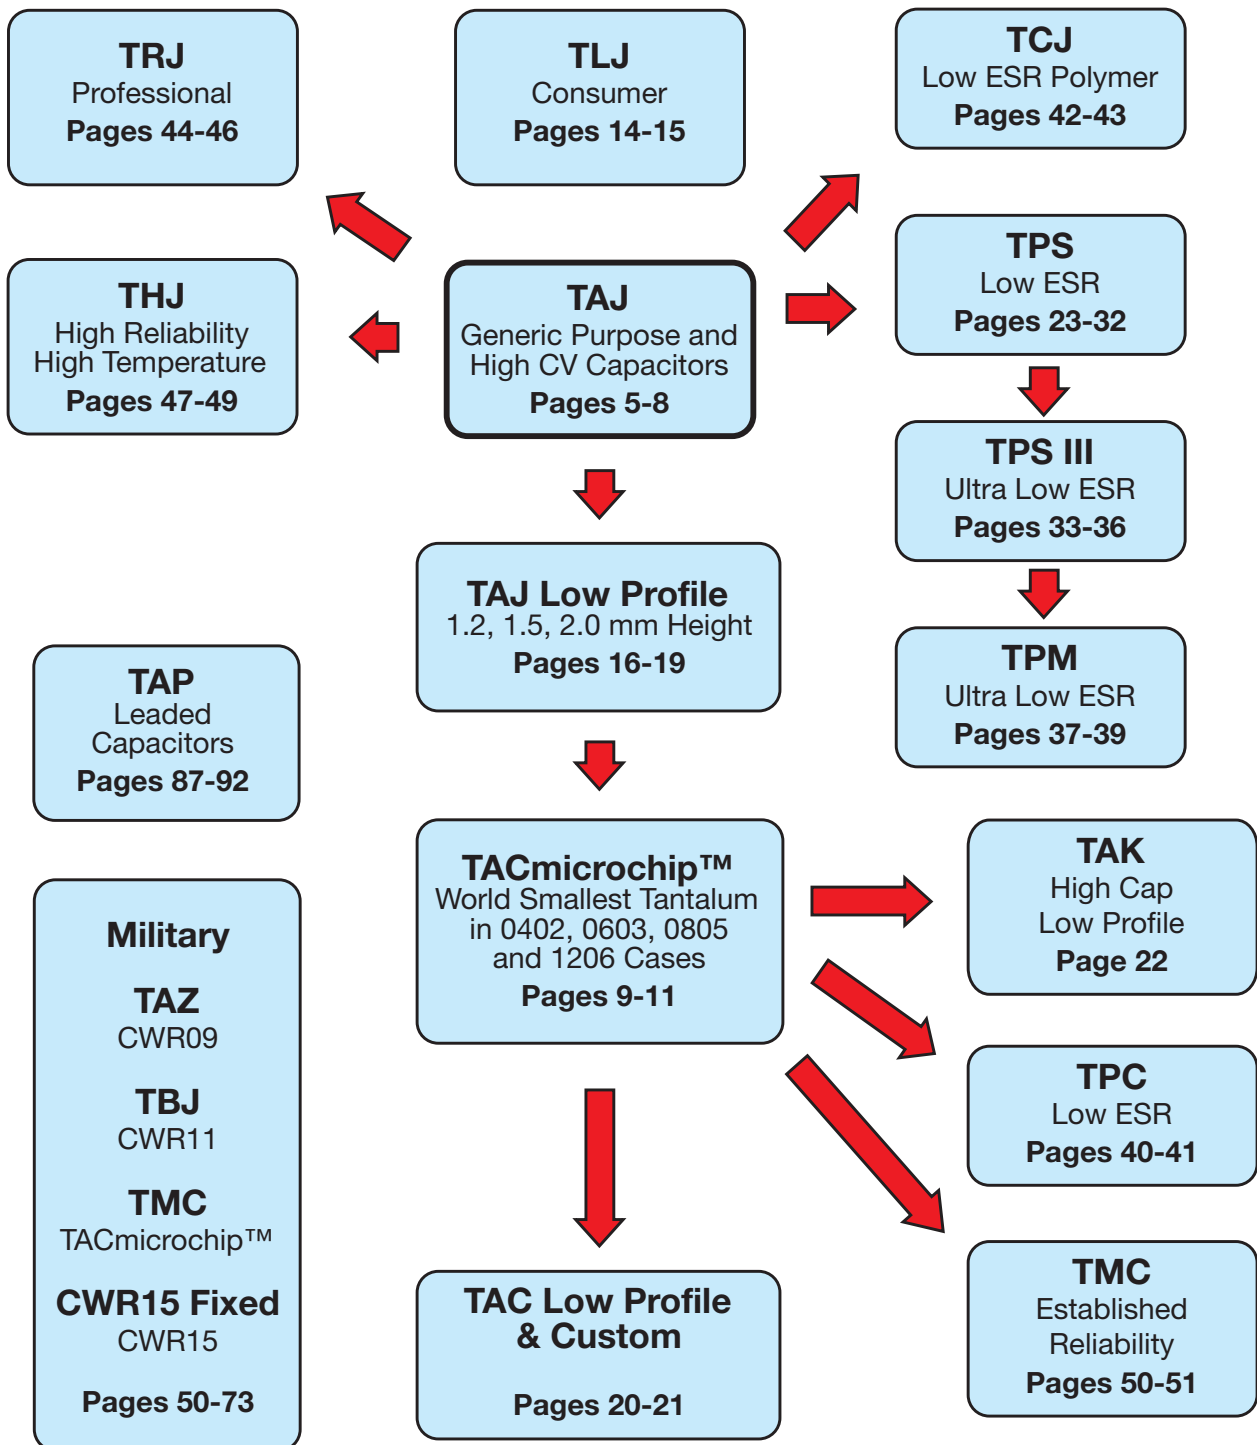 TRJ
Professional
Pages 44-46
TLJ
Consumer
Pages 14-15
TCJ
Low ESR Polymer
Pages 42-43
THJ
High Reliability
High Temperature
Pages 47-49
TAJ
Generic Purpose and
High CV Capacitors
Pages 5-8
TPS
Low ESR
Pages 23-32
TPS III
Ultra Low ESR
Pages 33-36
TAJ Low Profile
1.2, 1.5, 2.0 mm Height
Pages 16-19
TPM
Ultra Low ESR
Pages 37-39
TAP
Leaded
Capacitors
Pages 87-92
TACmicrochip™
World Smallest Tantalum
in 0402, 0603, 0805
and 1206 Cases
Pages 9-11
TAK
High Cap
Low Profile
Page 22
Military
TAZ
CWR09
TBJ
CWR11
TMC
TACmicrochip™
CWR15 Fixed
CWR15
Pages 50-73
TPC
Low ESR
Pages 40-41
TAC Low Profile
& Custom
Pages 20-21
TMC
Established
Reliability
Pages 50-51